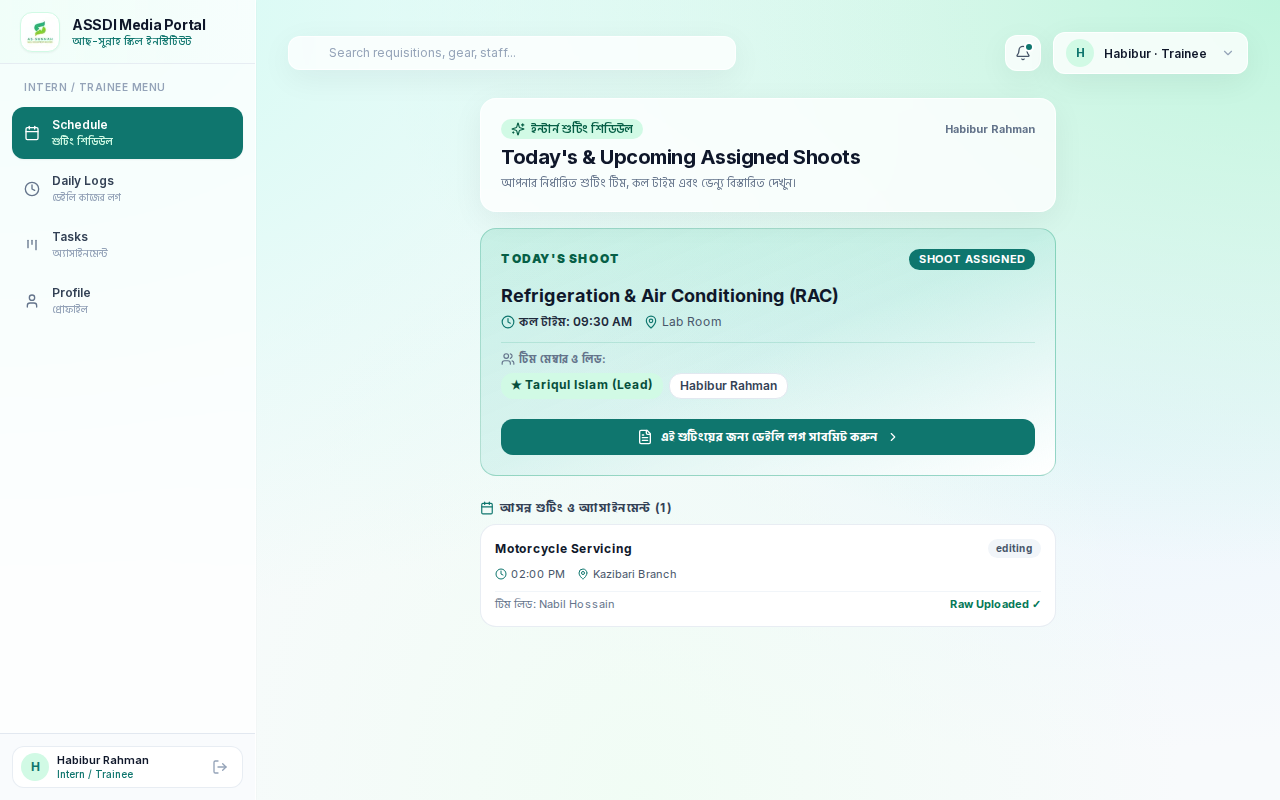 ASSDI Media Portal
আছ-সুন্নাহ স্কিল ইনস্টিটিউট
INTERN / TRAINEE MENU
Schedule
শুটিং শিডিউল
Daily Logs
ডেইলি কাজের লগ
Tasks
অ্যাসাইনমেন্ট
Profile
প্রোফাইল
Habibur Rahman
Intern / Trainee
H
Search requisitions, gear, staff...
H
Habibur · Trainee
ইন্টার্ন শুটিং শিডিউল
Habibur Rahman
Today's & Upcoming Assigned Shoots
আপনার নির্ধারিত শুটিং টিম, কল টাইম এবং ভেন্যু বিস্তারিত দেখুন।
TODAY'S SHOOT
SHOOT ASSIGNED
Refrigeration & Air Conditioning (RAC)
কল টাইম: 09:30 AM
Lab Room
টিম মেম্বার ও লিড:
★ Tariqul Islam (Lead)
Habibur Rahman
এই শুটিংয়ের জন্য ডেইলি লগ সাবমিট করুন
আসন্ন শুটিং ও অ্যাসাইনমেন্ট (1)
Motorcycle Servicing
editing
02:00 PM
Kazibari Branch
টিম লিড: Nabil Hossain
Raw Uploaded ✓